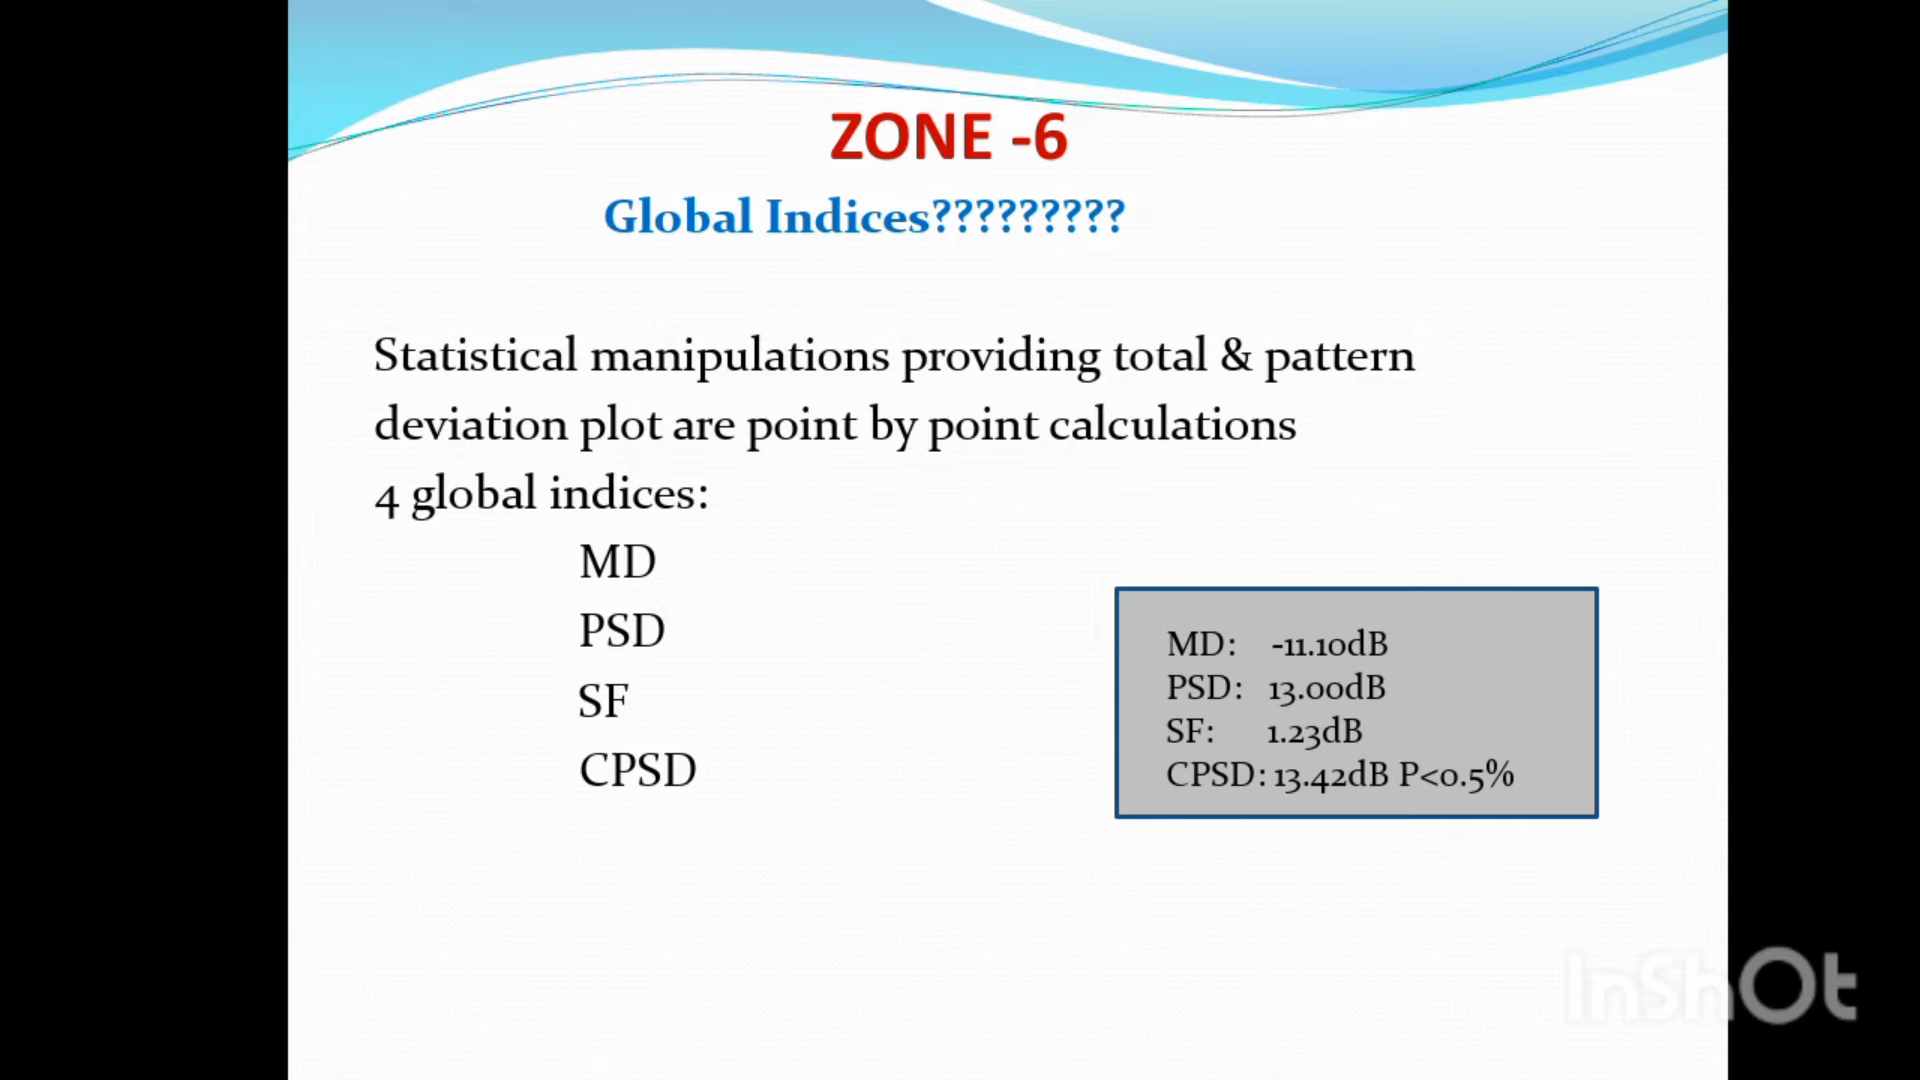 ZONE -6
Global Indices?????????
Statistical manipulations providing total & pattern
deviation plot are point by point calculations
4 global indices:
MD
PSD
SF
CPSD
MD: -11.10dB
PSD: 13.00dB
SF: 1.23dB
CPSD: 13.42dB P<0.5%
InShOt